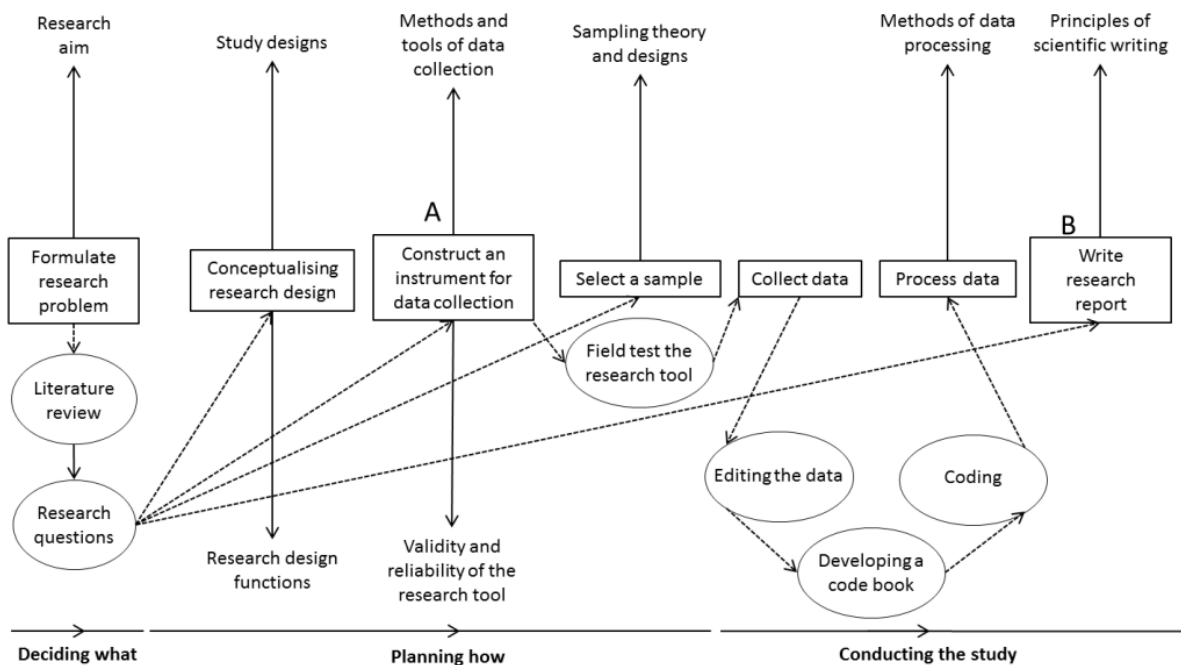 Research
aim
Study designs
Methods and
tools of data
collection
Sampling theory
and designs
Methods of data
processing
Principles of
scientific writing
A
B
Formulate
research
problem
Conceptualising
research design
Construct an
instrument for
data collection
Select a sample
Collect data
Process data
Write
research
report
Field test the
research tool
Literature
review
Research
questions
Editing the data
Coding
Developing a
code book
Research design
functions
Validity and
reliability of the
research tool
Deciding what
Planning how
Conducting the study